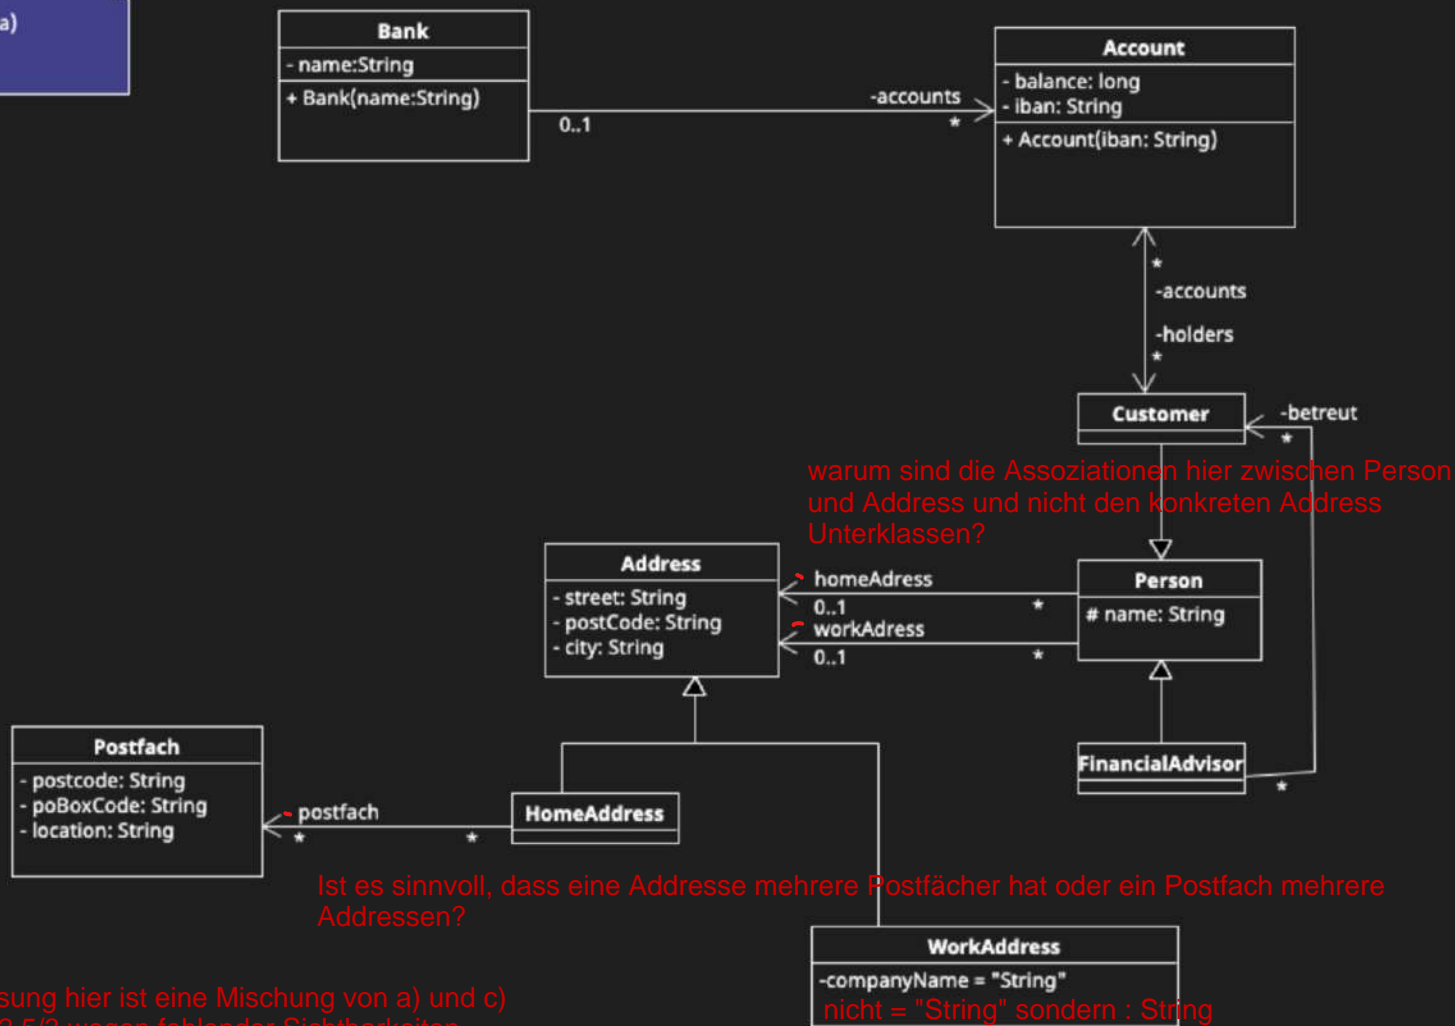 a)
Bank
- name:String
+ Bank(name:String)
0..1
-accounts
*
Account
- balance: long
- iban: String
+ Account(iban: String)
*
-accounts
-holders
*
Customer
-betreut
*
warum sind die Assoziationen hier zwischen Person
und Address und nicht den konkreten Address
Unterklassen?
Address
- street: String
- postCode: String
- city: String
- homeAdress
0..1
*
- workAdress
0..1
*
Person
# name: String
FinancialAdvisor
*
Postfach
- postcode: String
- poBoxCode: String
- location: String
- postfach
*
*
HomeAddress
Ist es sinnvoll, dass eine Addresse mehrere Postfächer hat oder ein Postfach mehrere
Addressen?
WorkAddress
-companyName = "String"
nicht = "String" sondern : String
sung hier ist eine Mischung von a) und c)
wegen fehlender Sichtbarkeiten